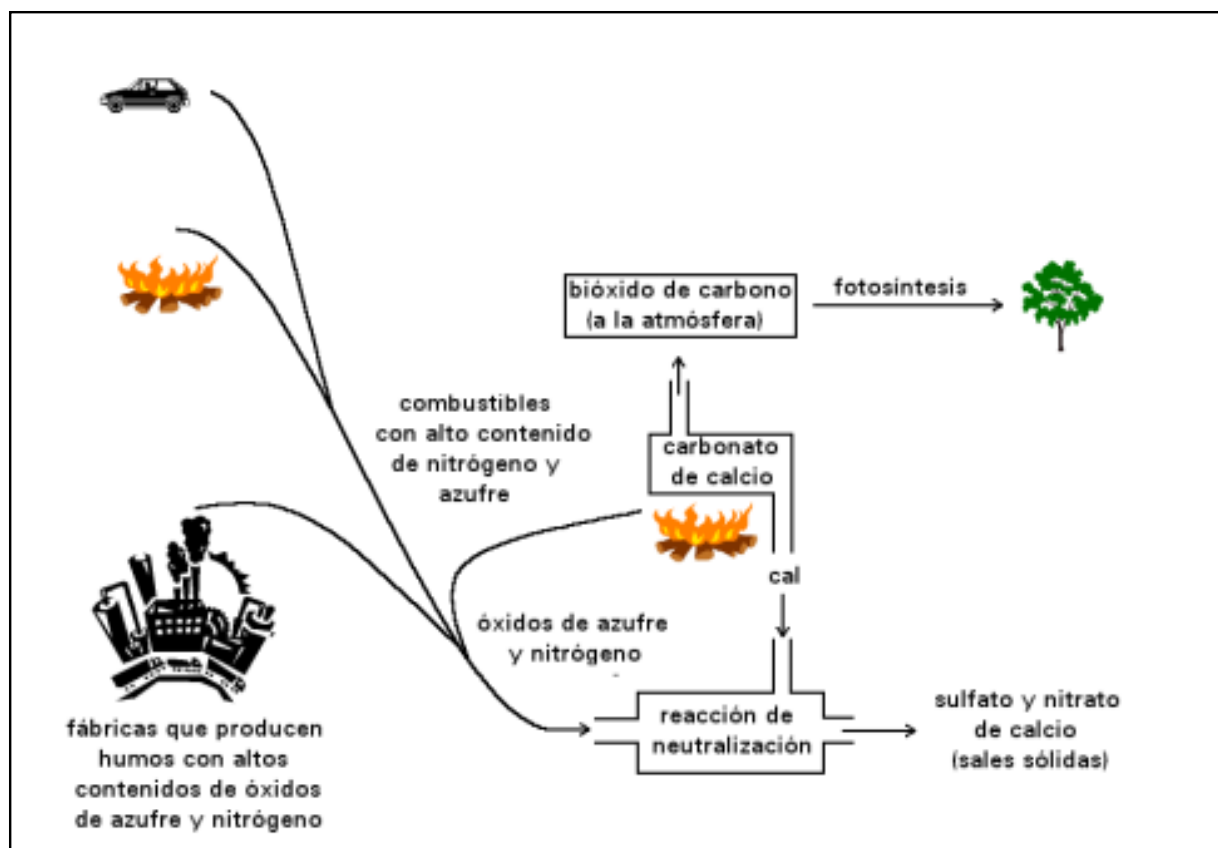 bióxido de carbono
(a la atmósfera)
fotosíntesis
combustibles
con alto contenido
de nitrógeno y
azufre
carbonato
de calcio
cal
óxidos de azufre
y nitrógeno
reacción de
neutralización
sulfato y nitrato
de calcio
(sales sólidas)
fábricas que producen
humos con altos
contenidos de óxidos
de azufre y nitrógeno